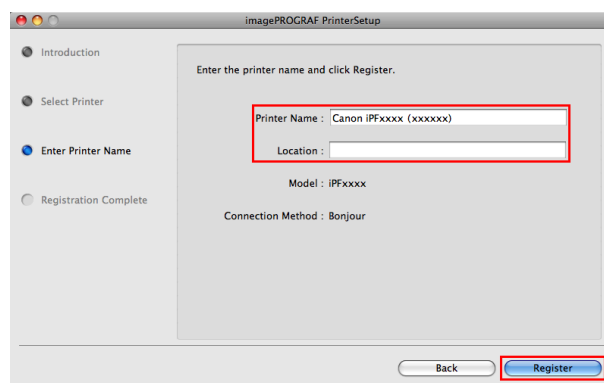 imagePROGRAF PrinterSetup
Introduction
Select Printer
Enter Printer Name
Registration Complete
Enter the printer name and click Register.
Printer Name : Canon iPFxxxx (xxxxxx)
Location :
Model : iPFxxxx
Connection Method : Bonjour
Back Register